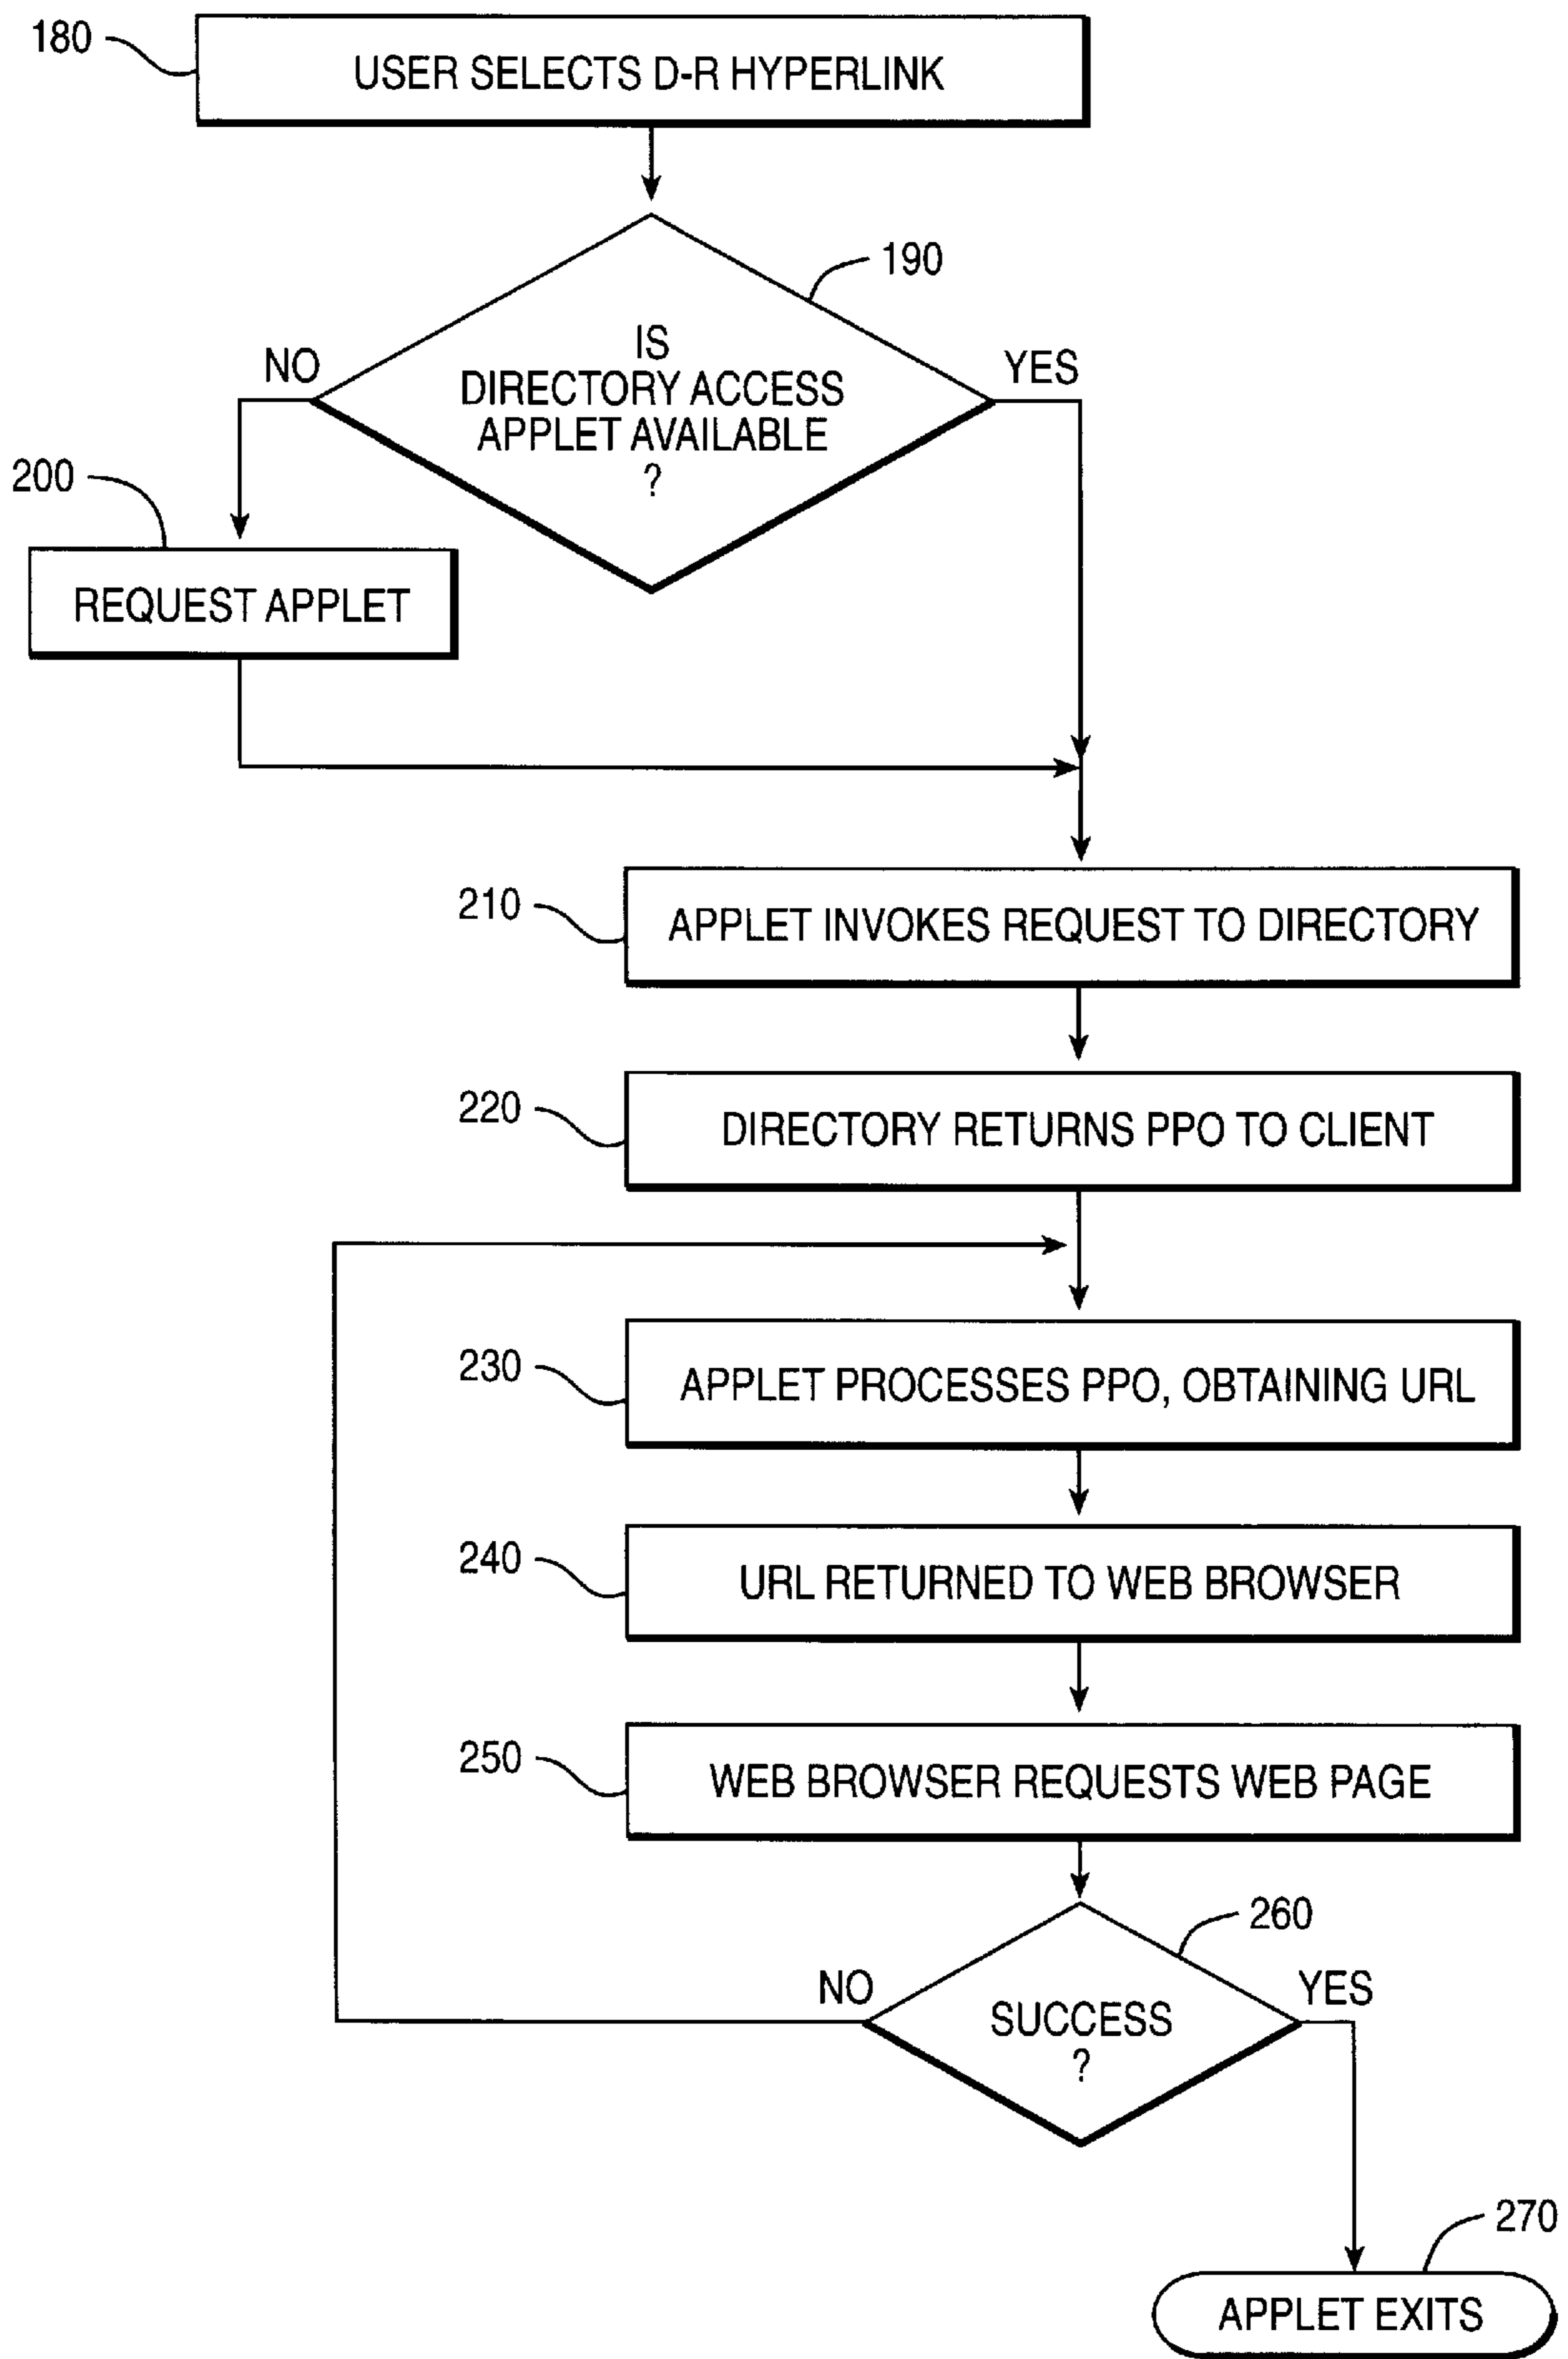 180
USER SELECTS D-R HYPERLINK
190
IS
DIRECTORY ACCESS
APPLET AVAILABLE
?
NO
YES
200
REQUEST APPLET
210
APPLET INVOKES REQUEST TO DIRECTORY
220
DIRECTORY RETURNS PPO TO CLIENT
230
APPLET PROCESSES PPO, OBTAINING URL
240
URL RETURNED TO WEB BROWSER
250
WEB BROWSER REQUESTS WEB PAGE
260
NO
YES
SUCCESS
?
270
APPLET EXITS